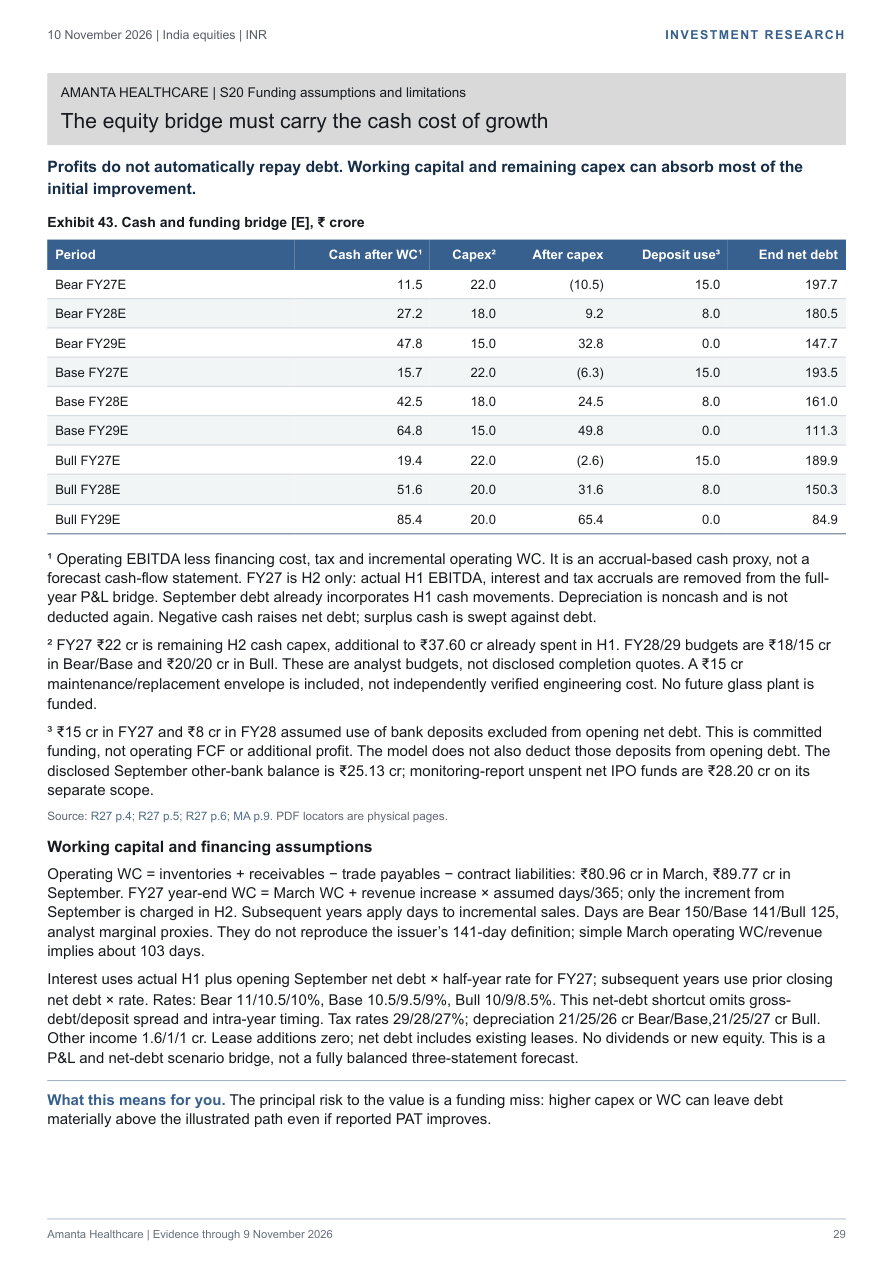 10 November 2026 | India equities | INR
INVESTMENT RESEARCH
AMANTA HEALTHCARE | S20 Funding assumptions and limitations
The equity bridge must carry the cash cost of growth
Profits do not automatically repay debt. Working capital and remaining capex can absorb most of the
initial improvement.
Exhibit 43. Cash and funding bridge [E], ₹ crore
Period Cash after WC¹ Capex² After capex Deposit use³ End net debt
Bear FY27E 11.5 22.0 (10.5) 15.0 197.7
Bear FY28E 27.2 18.0 9.2 8.0 180.5
Bear FY29E 47.8 15.0 32.8 0.0 147.7
Base FY27E 15.7 22.0 (6.3) 15.0 193.5
Base FY28E 42.5 18.0 24.5 8.0 161.0
Base FY29E 64.8 15.0 49.8 0.0 111.3
Bull FY27E 19.4 22.0 (2.6) 15.0 189.9
Bull FY28E 51.6 20.0 31.6 8.0 150.3
Bull FY29E 85.4 20.0 65.4 0.0 84.9
¹ Operating EBITDA less financing cost, tax and incremental operating WC. It is an accrual-based cash proxy, not a
forecast cash-flow statement. FY27 is H2 only: actual H1 EBITDA, interest and tax accruals are removed from the full-
year P&L bridge. September debt already incorporates H1 cash movements. Depreciation is noncash and is not
deducted again. Negative cash raises net debt; surplus cash is swept against debt.
² FY27 ₹22 cr is remaining H2 cash capex, additional to ₹37.60 cr already spent in H1. FY28/29 budgets are ₹18/15 cr
in Bear/Base and ₹20/20 cr in Bull. These are analyst budgets, not disclosed completion quotes. A ₹15 cr
maintenance/replacement envelope is included, not independently verified engineering cost. No future glass plant is
funded.
³ ₹15 cr in FY27 and ₹8 cr in FY28 assumed use of bank deposits excluded from opening net debt. This is committed
funding, not operating FCF or additional profit. The model does not also deduct those deposits from opening debt. The
disclosed September other-bank balance is ₹25.13 cr; monitoring-report unspent net IPO funds are ₹28.20 cr on its
separate scope.
Source: R27 p.4; R27 p.5; R27 p.6; MA p.9. PDF locators are physical pages.
Working capital and financing assumptions
Operating WC = inventories + receivables − trade payables − contract liabilities: ₹80.96 cr in March, ₹89.77 cr in
September. FY27 year-end WC = March WC + revenue increase × assumed days/365; only the increment from
September is charged in H2. Subsequent years apply days to incremental sales. Days are Bear 150/Base 141/Bull 125,
analyst marginal proxies. They do not reproduce the issuer’s 141-day definition; simple March operating WC/revenue
implies about 103 days.
Interest uses actual H1 plus opening September net debt × half-year rate for FY27; subsequent years use prior closing
net debt × rate. Rates: Bear 11/10.5/10%, Base 10.5/9.5/9%, Bull 10/9/8.5%. This net-debt shortcut omits gross-
debt/deposit spread and intra-year timing. Tax rates 29/28/27%; depreciation 21/25/26 cr Bear/Base,21/25/27 cr Bull.
Other income 1.6/1/1 cr. Lease additions zero; net debt includes existing leases. No dividends or new equity. This is a
P&L and net-debt scenario bridge, not a fully balanced three-statement forecast.
What this means for you. The principal risk to the value is a funding miss: higher capex or WC can leave debt
materially above the illustrated path even if reported PAT improves.
Amanta Healthcare | Evidence through 9 November 2026
29